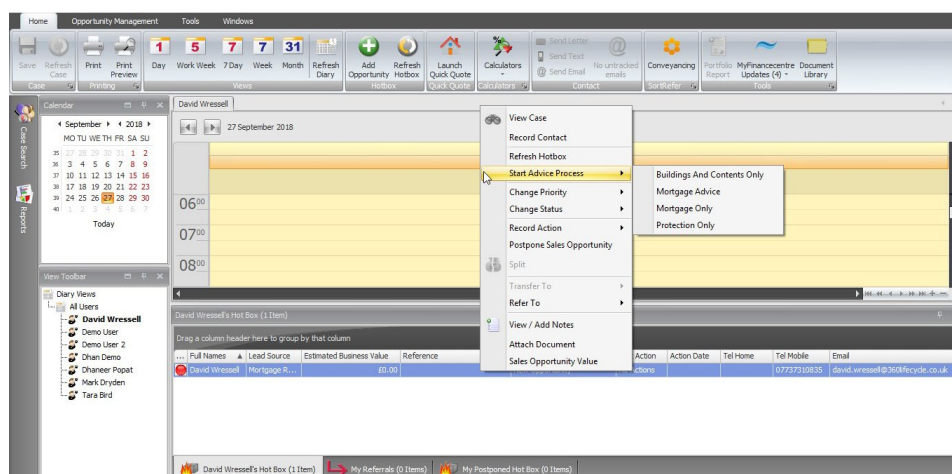 Home Opportunity Management Tools Windows
Save Refresh Case Print Print Preview Day Work Week 7 Day Week Month Refresh Diary Add Opportunity Refresh Hotbox Launch Quick Quote Calculators Send Letter Send Text Send Email No untracked emails Conveyancing Portfolio Report MyFinancecentre Updates (4) Document Library
1 5 7 7 31
Case Printing Views Hotbox Quick Quote Calculators Contact SortRefer Tools
Case Search
Reports
Calendar
September 2018
MO TU WE TH FR SA SU
35 27 28 29 30 31 1 2
36 3 4 5 6 7 8 9
37 10 11 12 13 14 15 16
38 17 18 19 20 21 22 23
39 24 25 26 27 28 29 30
40 1 2 3 4 5 6 7
Today
David Wressell
27 September 2018
06 00
07 00
08 00
View Case
Record Contact
Refresh Hotbox
Start Advice Process
Change Priority
Change Status
Record Action
Postpone Sales Opportunity
Split
Transfer To
Refer To
View / Add Notes
Attach Document
Sales Opportunity Value
Buildings And Contents Only
Mortgage Advice
Mortgage Only
Protection Only
View Toolbar
Diary Views
All Users
David Wressell
Demo User
Demo User 2
Dhan Demo
Dhaneer Popat
Mark Dryden
Tara Bird
David Wressell's Hot Box (1 Item)
Drag a column header here to group by that column
... Full Names Lead Source Estimated Business Value Reference Action Action Date Tel Home Tel Mobile Email
David Wressell Mortgage R... £0.00 07737310835 david.wressell@360lifecycle.co.uk
David Wressell's Hot Box (1 Item) My Referrals (0 Items) My Postponed Hot Box (0 Items)